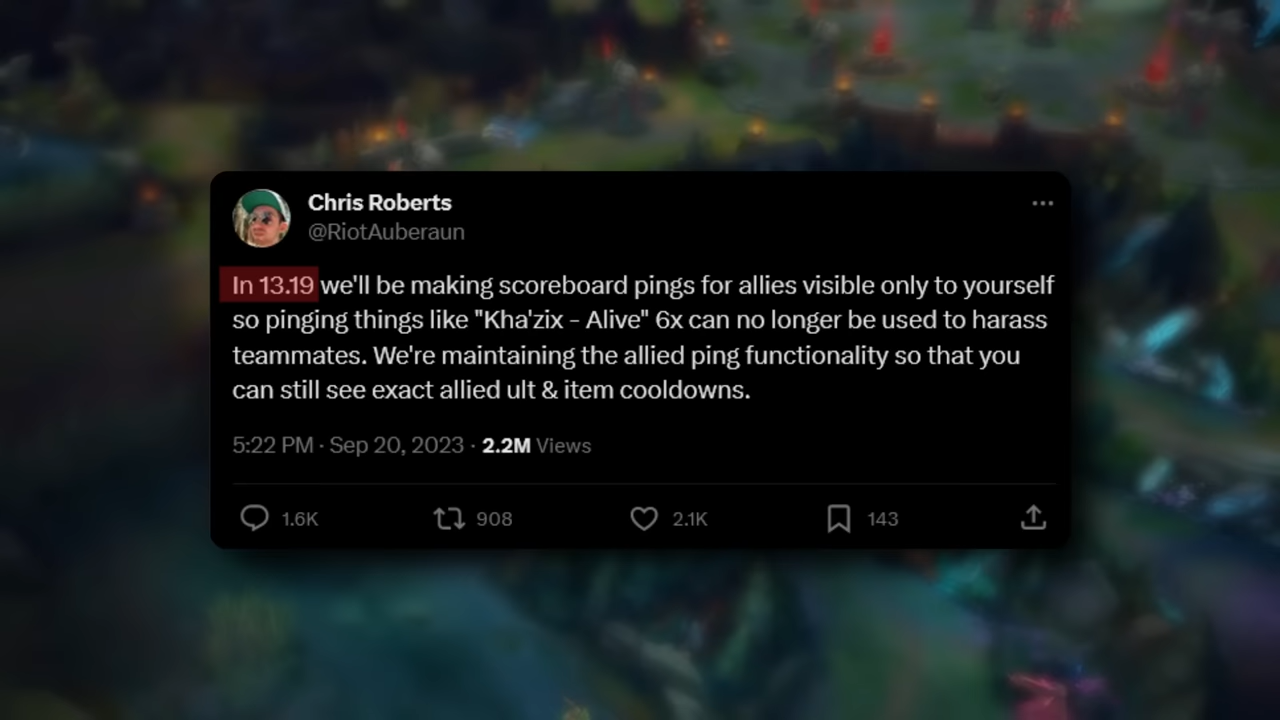 Chris Roberts
@RiotAuberaun
In 13.19 we'll be making scoreboard pings for allies visible only to yourself
so pinging things like "Kha'zix - Alive" 6x can no longer be used to harass
teammates. We're maintaining the allied ping functionality so that you
can still see exact allied ult & item cooldowns.
5:22 PM · Sep 20, 2023 · 2.2M Views
1.6K 908 2.1K 143